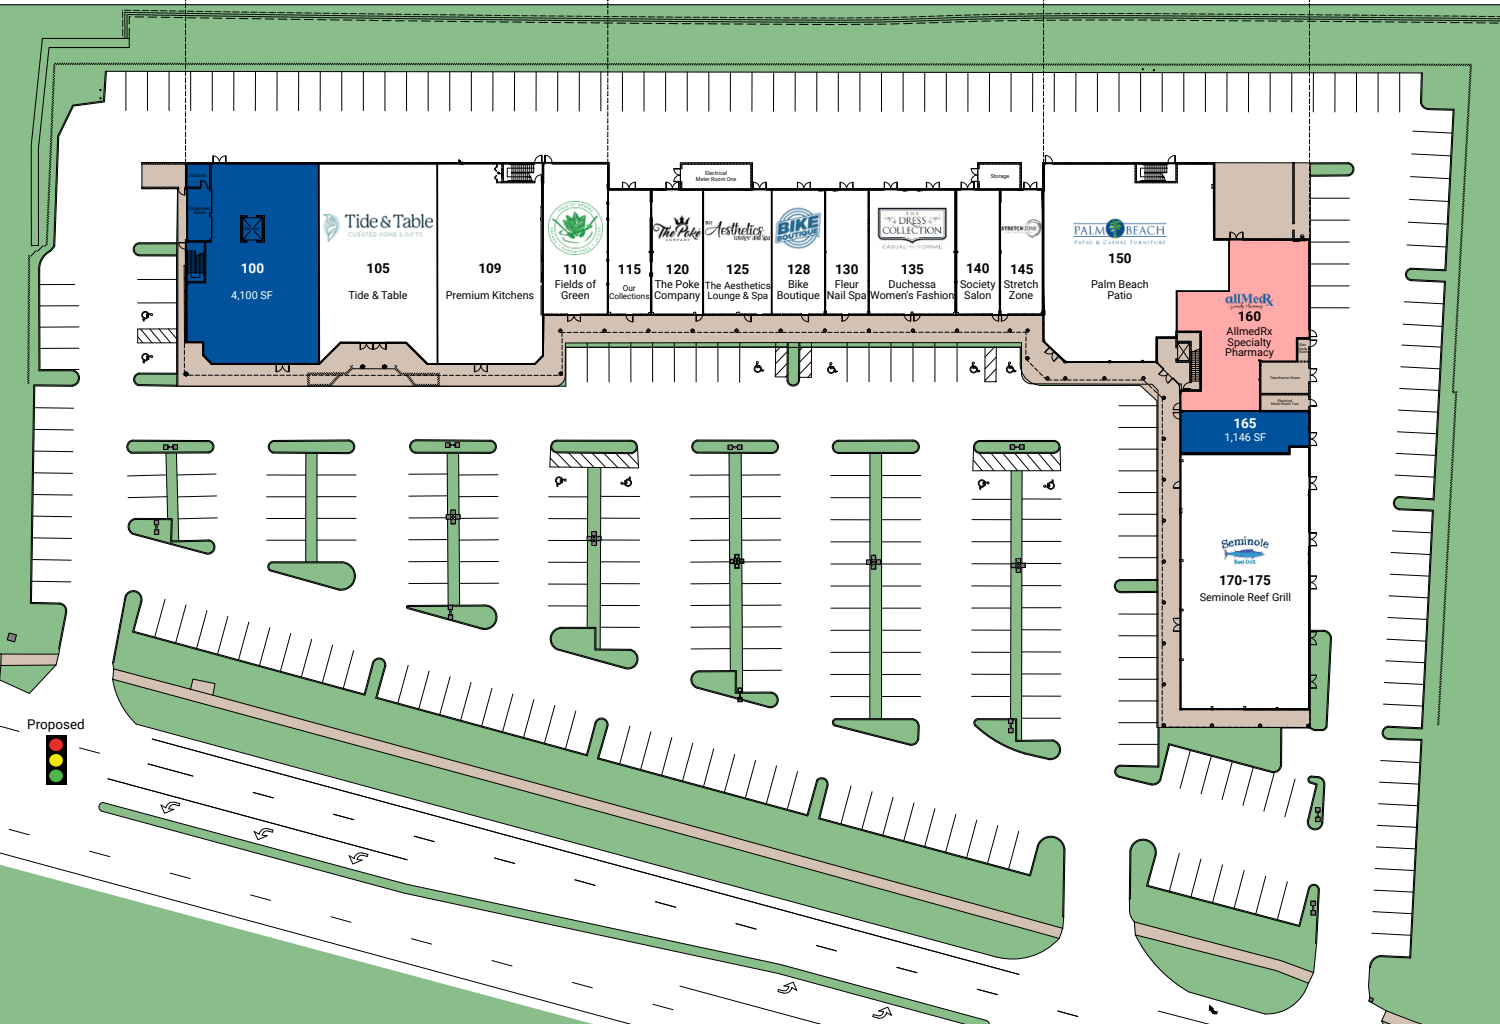 Electrical
Meter Room One
Storage
Tide & Table
CURATED HOME & GIFTS
The Poke
COMPANY
THE
Aesthetics
lounge and spa
BIKE
BOUTIQUE
THE
DRESS
COLLECTION
CASUAL FORMAL
STRETCH ZONE
PALM BEACH
PATIO & CASUAL FURNITURE
100
4,100 SF
105
Tide & Table
109
Premium Kitchens
110
Fields of
Green
115
Our
Collections
120
The Poke
Company
125
The Aesthetics
Lounge & Spa
128
Bike
Boutique
130
Fleur
Nail Spa
135
Duchessa
Women's Fashion
140
Society
Salon
145
Stretch
Zone
150
Palm Beach
Patio
allMedRx
160
AllmedRx
Specialty
Pharmacy
Electrical
Meter Room Two
165
1,146 SF
Seminole
Reef Grill
170-175
Seminole Reef Grill
Proposed